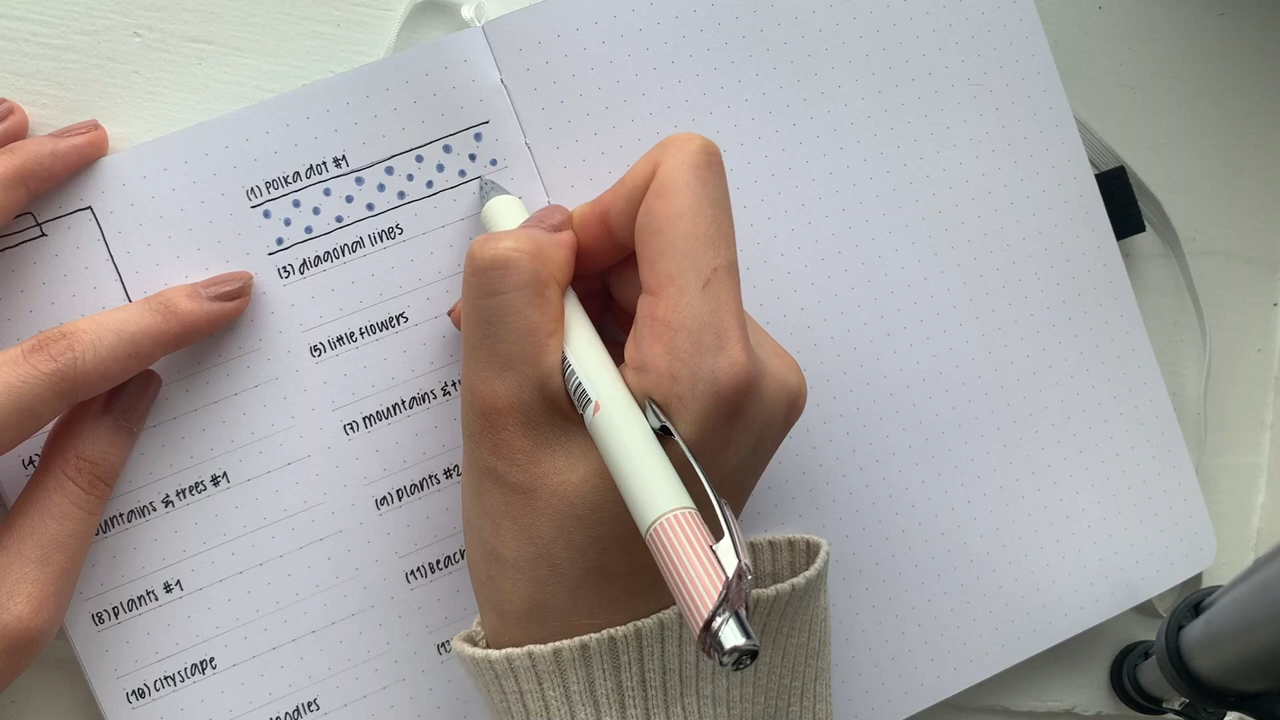 (1) polka dot #1
(3) diagonal lines
(5) little flowers
(7) mountains &
(9) plants #2
(11) Beach
(4)
& trees #1
(8) plants #1
(10) cityscape